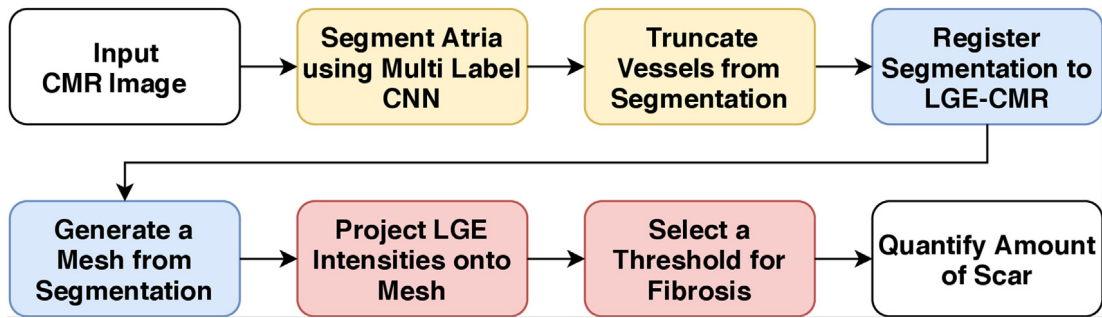 Input
CMR Image
Segment Atria
using Multi Label
CNN
Truncate
Vessels from
Segmentation
Register
Segmentation to
LGE-CMR
Generate a
Mesh from
Segmentation
Project LGE
Intensities onto
Mesh
Select a
Threshold for
Fibrosis
Quantify Amount
of Scar